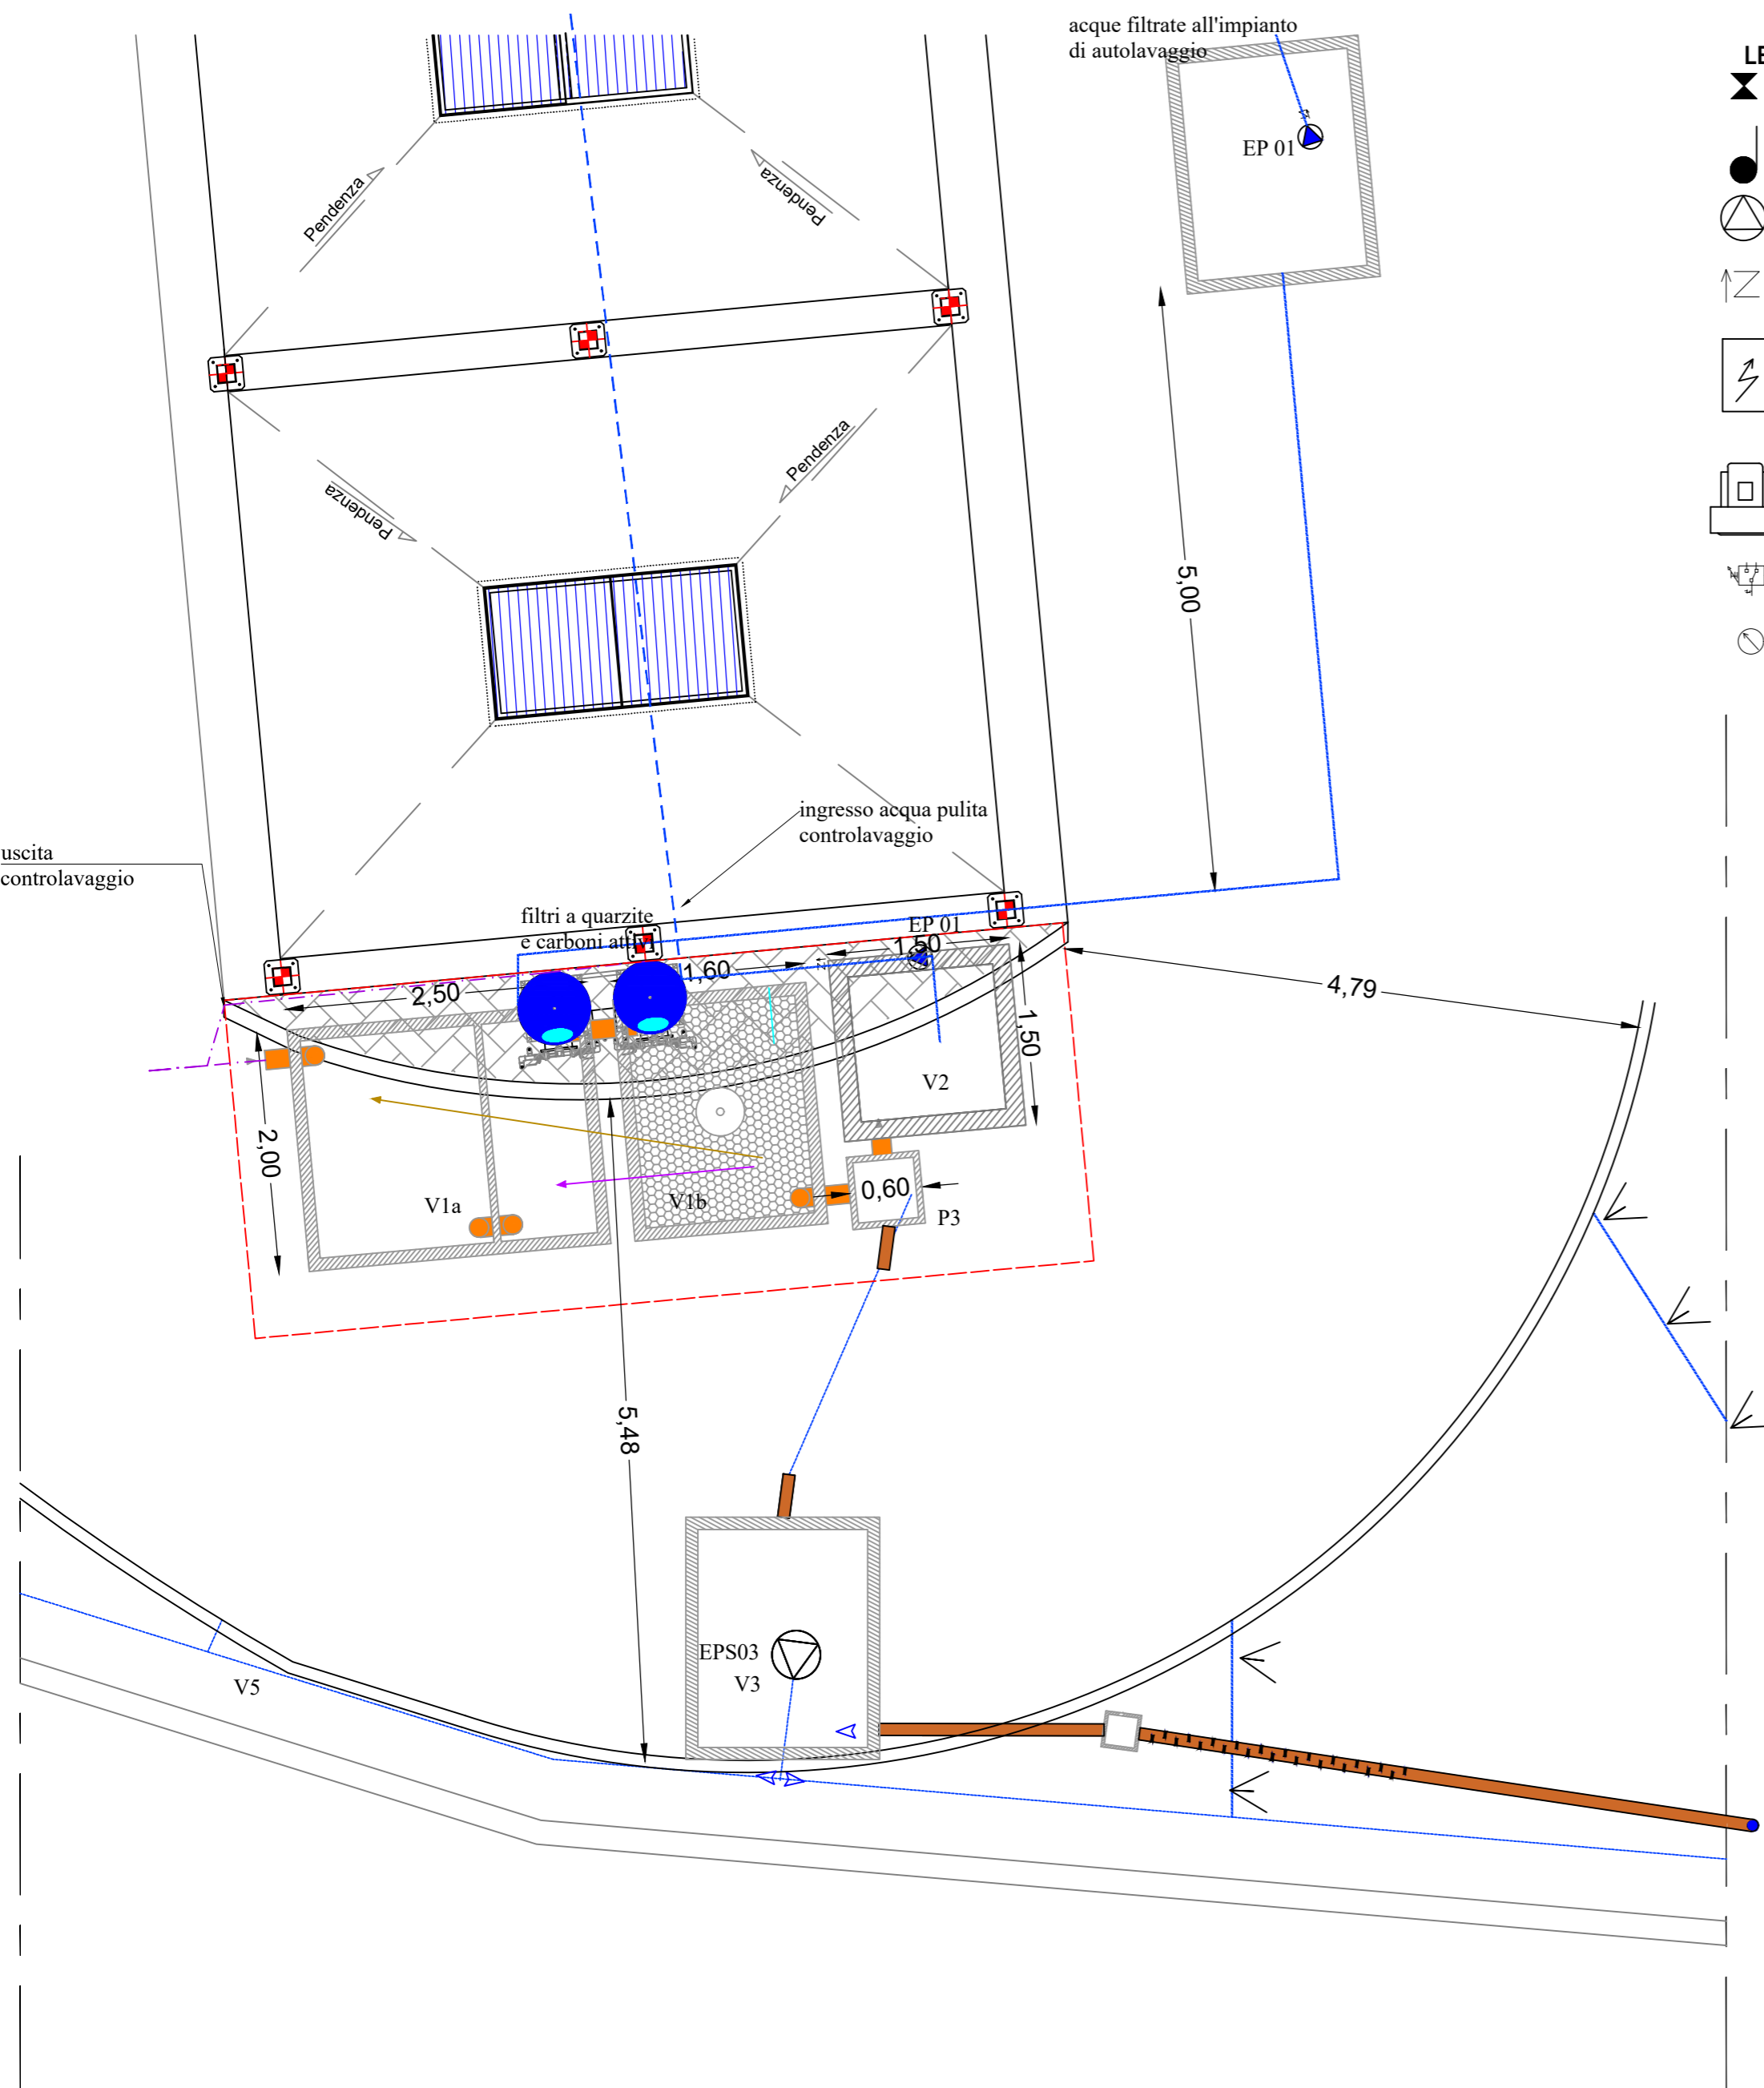 acque filtrate all'impianto
di autolavaggio
LE
EP 01
Pendenza
Pendenza
Pendenza
Pendenza
5,00
ingresso acqua pulita
controlavaggio
uscita
controlavaggio
filtri a quarzite
e carboni attivi
EP 01
1,50
1,60
2,50
4,79
1,50
V2
2,00
V1a
V1b
0,60
P3
5,48
EPS03
V3
V5